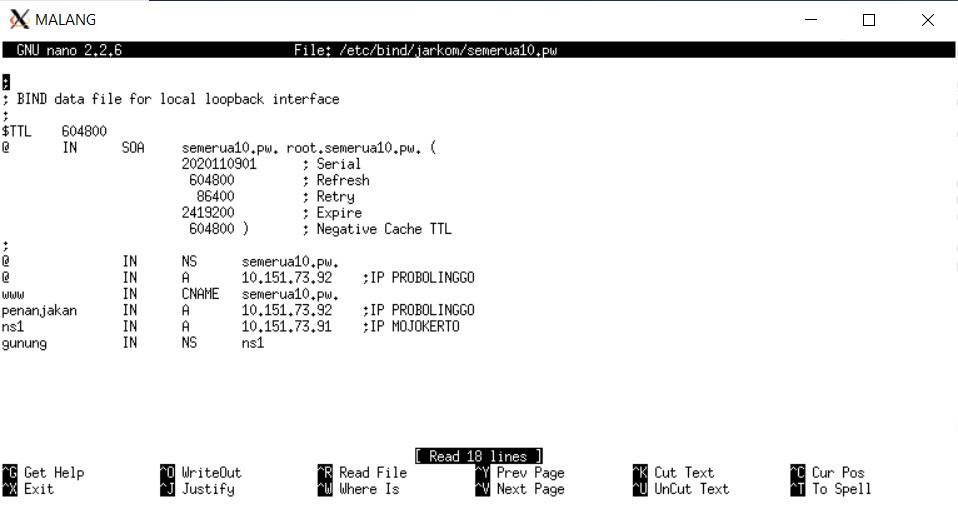 MALANG
GNU nano 2.2.6 File: /etc/bind/jarkom/semerua10.pw
;
; BIND data file for local loopback interface
;
$TTL 604800
@ IN SOA semerua10.pw. root.semerua10.pw. (
2020110901 ; Serial
604800 ; Refresh
86400 ; Retry
2419200 ; Expire
604800 ) ; Negative Cache TTL
;
@ IN NS semerua10.pw.
@ IN A 10.151.73.92 ;IP PROBOLINGGO
www IN CNAME semerua10.pw.
penanjakan IN A 10.151.73.92 ;IP PROBOLINGGO
ns1 IN A 10.151.73.91 ;IP MOJOKERTO
gunung IN NS ns1
[ Read 18 lines ]
^G Get Help ^O WriteOut ^R Read File ^Y Prev Page ^K Cut Text ^C Cur Pos
^X Exit ^J Justify ^W Where Is ^V Next Page ^U UnCut Text ^T To Spell